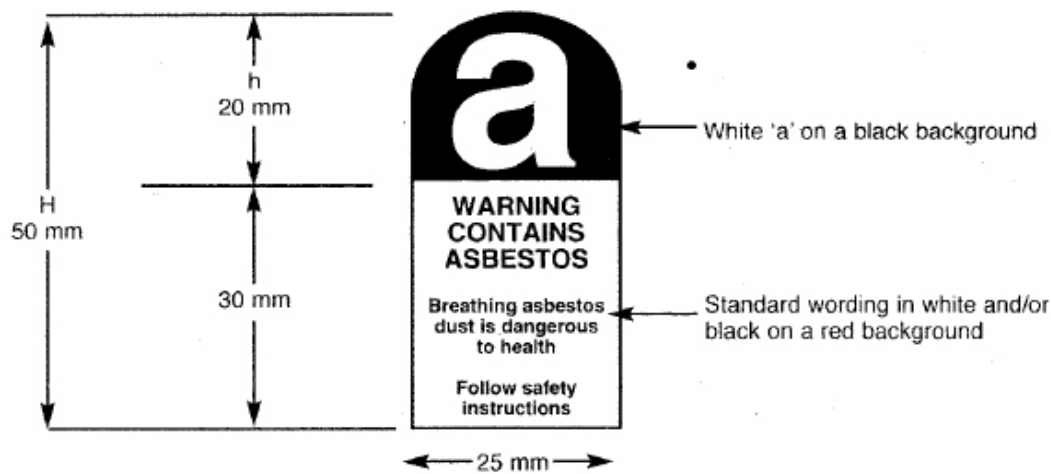 h
20 mm
H
50 mm
30 mm
a
WARNING
CONTAINS
ASBESTOS
Breathing asbestos
dust is dangerous
to health
Follow safety
instructions
25 mm
White 'a' on a black background
Standard wording in white and/or
black on a red background